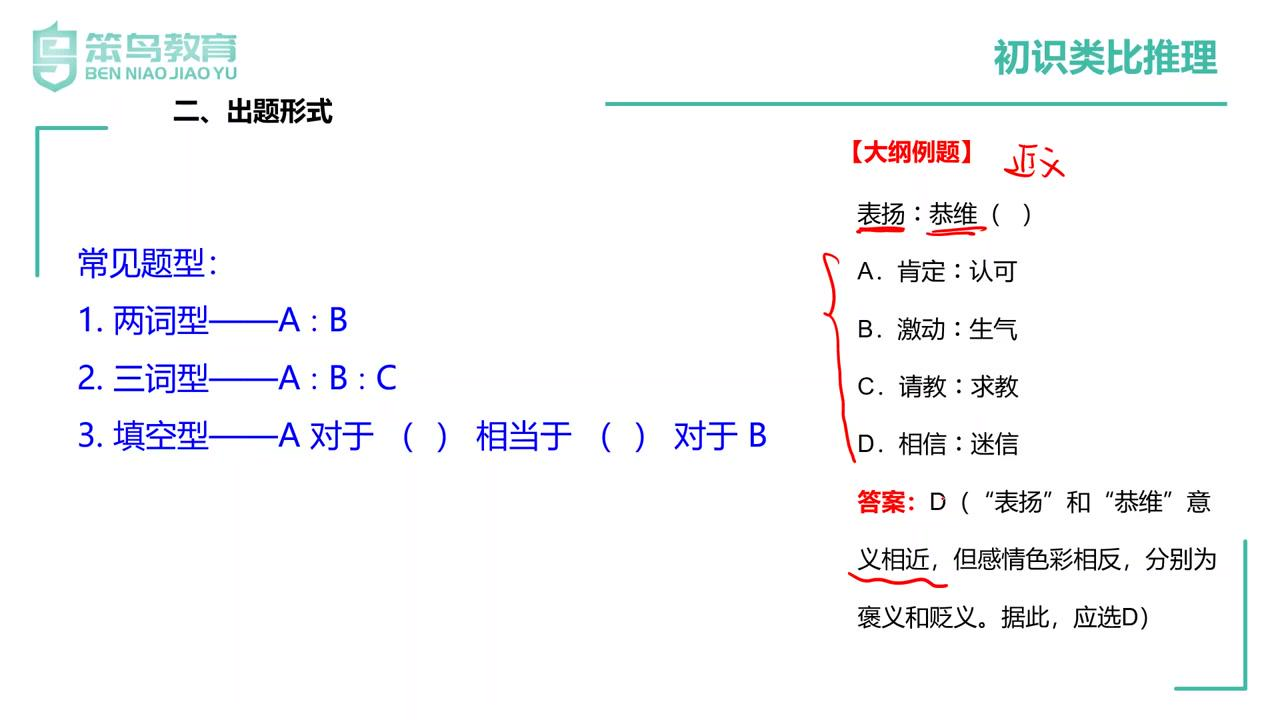 笨鸟教育
BEN NIAO JIAO YU
初识类比推理
二、出题形式
常见题型：
1. 两词型——A : B
2. 三词型——A : B : C
3. 填空型——A 对于 （ ） 相当于 （ ） 对于 B
【大纲例题】 近义
表扬：恭维（ ）
A．肯定：认可
B．激动：生气
C．请教：求教
D．相信：迷信
答案：D（“表扬”和“恭维”意
义相近，但感情色彩相反，分别为
褒义和贬义。据此，应选D）